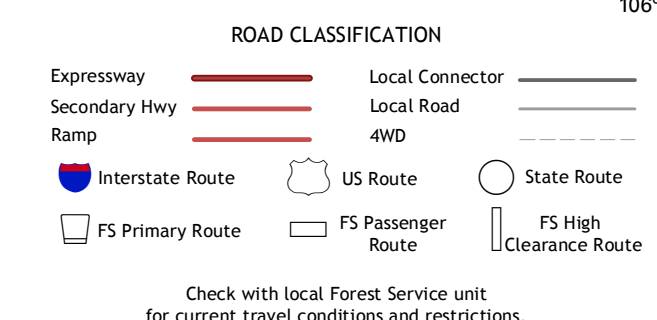 106°
ROAD CLASSIFICATION
Expressway
Local Connector
Secondary Hwy
Local Road
Ramp
4WD
Interstate Route
US Route
State Route
FS Primary Route
FS Passenger
Route
FS High
Clearance Route
Check with local Forest Service unit
for current travel conditions and restrictions.